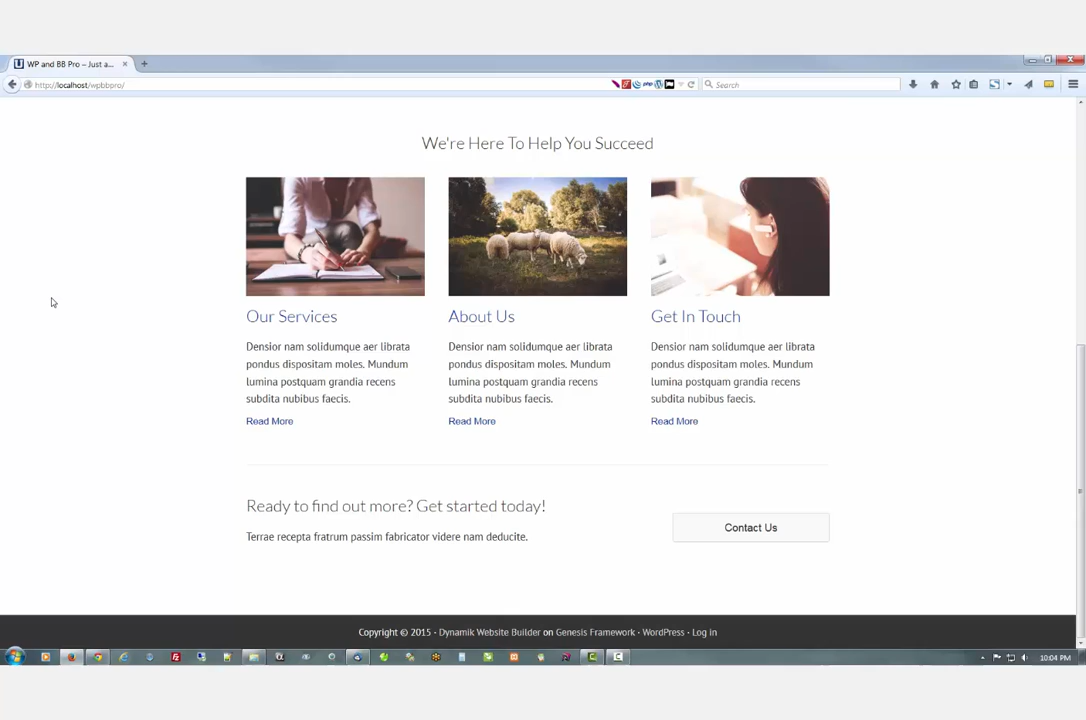 WP and BB Pro – Just a...
http://localhost/wpbbpro/
php
Search
We're Here To Help You Succeed
Our Services
Densior nam solidumque aer librata
pondus dispositam moles. Mundum
lumina postquam grandia recens
subdita nubibus faecis.
Read More
About Us
Densior nam solidumque aer librata
pondus dispositam moles. Mundum
lumina postquam grandia recens
subdita nubibus faecis.
Read More
Get In Touch
Densior nam solidumque aer librata
pondus dispositam moles. Mundum
lumina postquam grandia recens
subdita nubibus faecis.
Read More
Ready to find out more? Get started today!
Terrae recepta fratrum passim fabricator videre nam deducite.
Contact Us
Copyright © 2015 · Dynamik Website Builder on Genesis Framework · WordPress · Log in
10:04 PM